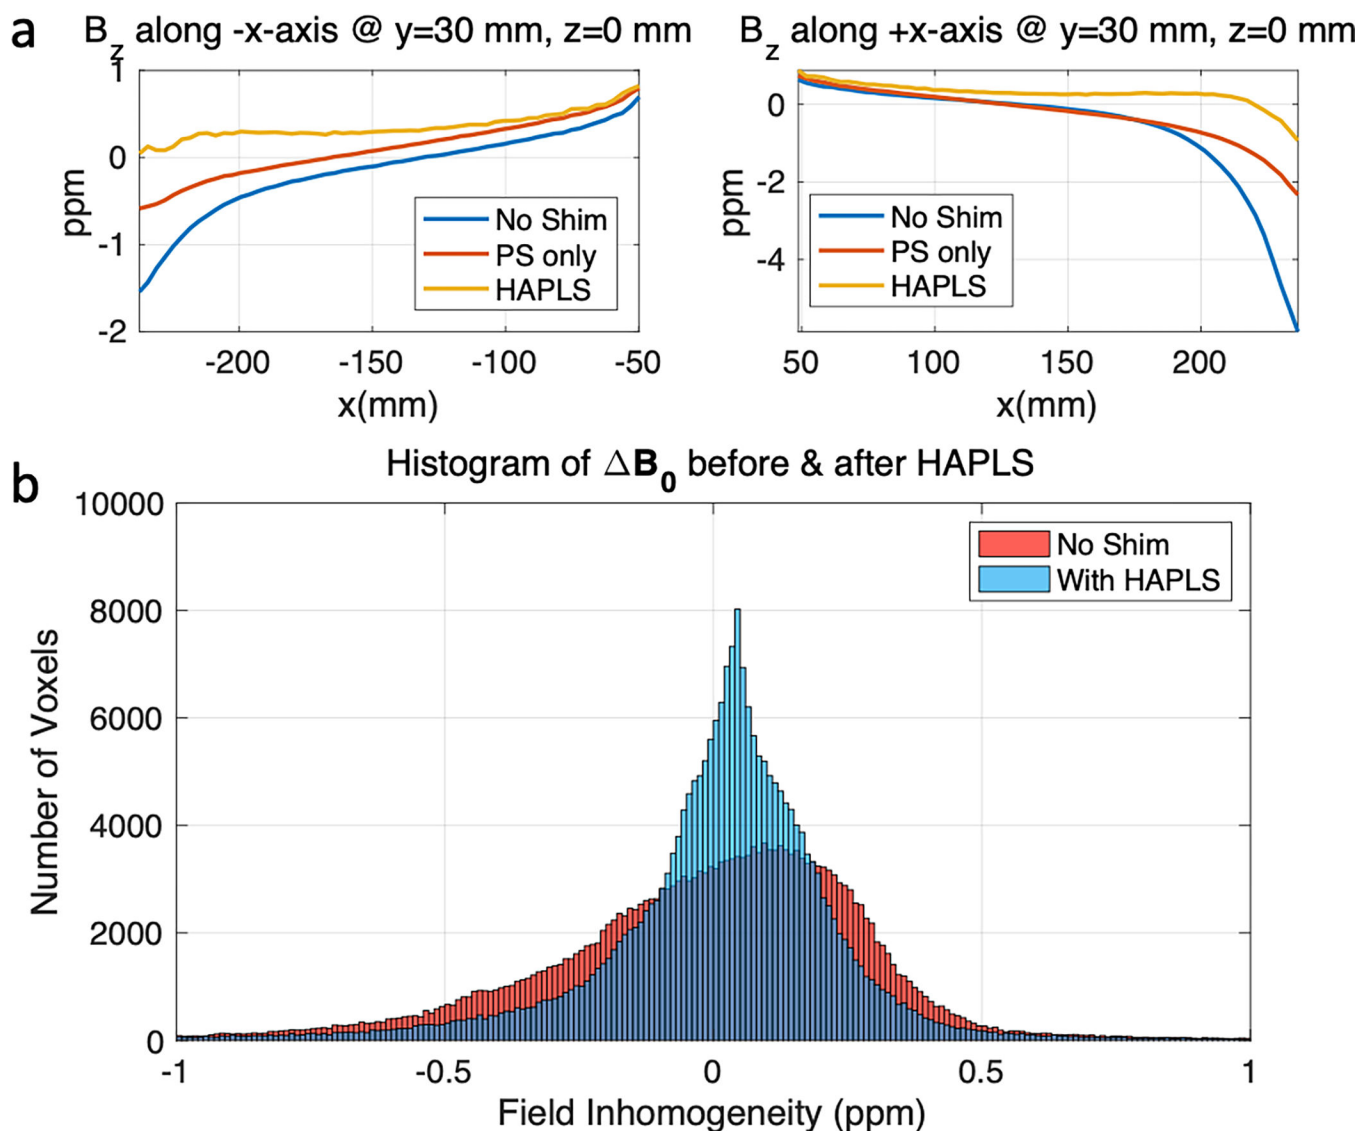 a
B_z along -x-axis @ y=30 mm, z=0 mm
1
0
-1
-2
ppm
-200 -150 -100 -50
x(mm)
No Shim
PS only
HAPLS
B_z along +x-axis @ y=30 mm, z=0 mm
0
-2
-4
ppm
50 100 150 200
x(mm)
No Shim
PS only
HAPLS
b
Histogram of ΔB₀ before & after HAPLS
10000
8000
6000
4000
2000
0
Number of Voxels
No Shim
With HAPLS
-1 -0.5 0 0.5 1
Field Inhomogeneity (ppm)